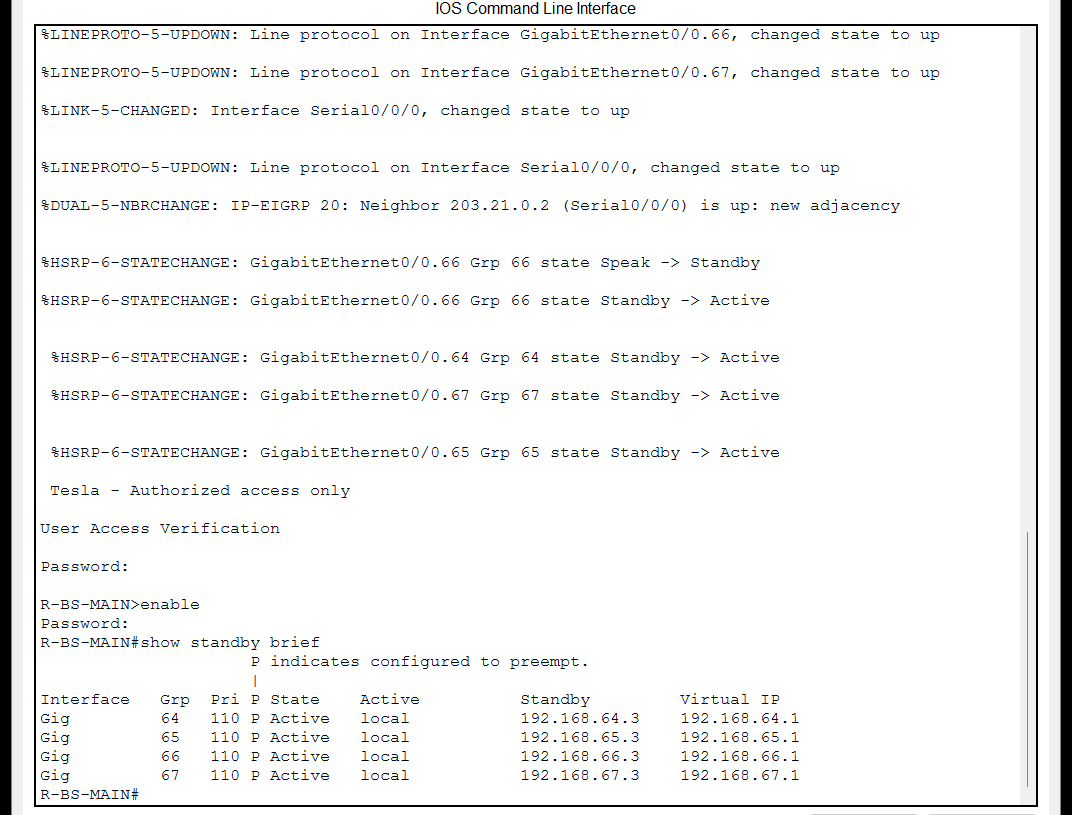 IOS Command Line Interface
%LINEPROTO-5-UPDOWN: Line protocol on Interface GigabitEthernet0/0.66, changed state to up
%LINEPROTO-5-UPDOWN: Line protocol on Interface GigabitEthernet0/0.67, changed state to up
%LINK-5-CHANGED: Interface Serial0/0/0, changed state to up
%LINEPROTO-5-UPDOWN: Line protocol on Interface Serial0/0/0, changed state to up
%DUAL-5-NBRCHANGE: IP-EIGRP 20: Neighbor 203.21.0.2 (Serial0/0/0) is up: new adjacency
%HSRP-6-STATECHANGE: GigabitEthernet0/0.66 Grp 66 state Speak -> Standby
%HSRP-6-STATECHANGE: GigabitEthernet0/0.66 Grp 66 state Standby -> Active
%HSRP-6-STATECHANGE: GigabitEthernet0/0.64 Grp 64 state Standby -> Active
%HSRP-6-STATECHANGE: GigabitEthernet0/0.67 Grp 67 state Standby -> Active
%HSRP-6-STATECHANGE: GigabitEthernet0/0.65 Grp 65 state Standby -> Active
Tesla - Authorized access only
User Access Verification
Password:
R-BS-MAIN>enable
Password:
R-BS-MAIN#show standby brief
P indicates configured to preempt.
|
Interface Grp Pri P State Active Standby Virtual IP
Gig 64 110 P Active local 192.168.64.3 192.168.64.1
Gig 65 110 P Active local 192.168.65.3 192.168.65.1
Gig 66 110 P Active local 192.168.66.3 192.168.66.1
Gig 67 110 P Active local 192.168.67.3 192.168.67.1
R-BS-MAIN#